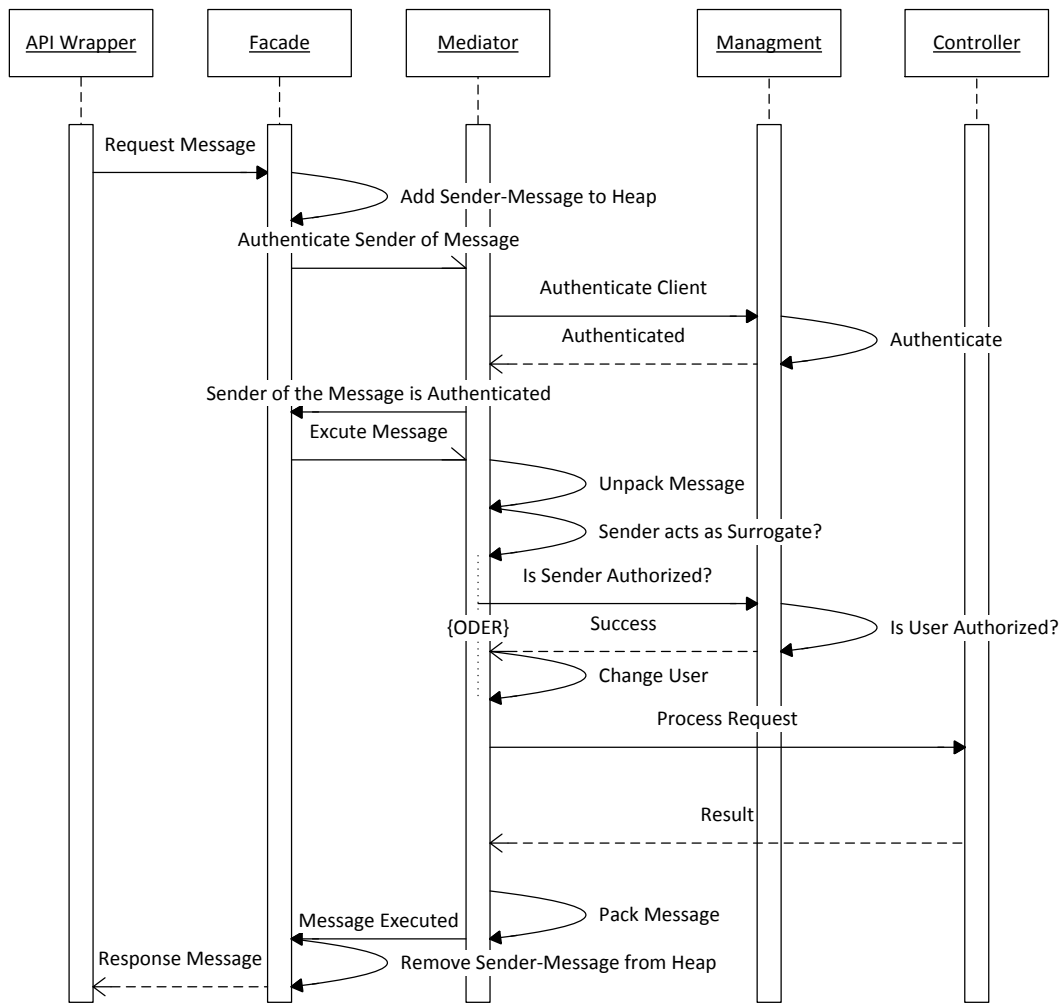 API Wrapper
Facade
Mediator
Managment
Controller
Request Message
Add Sender-Message to Heap
Authenticate Sender of Message
Authenticate Client
Authenticated
Authenticate
Sender of the Message is Authenticated
Excute Message
Unpack Message
Sender acts as Surrogate?
Is Sender Authorized?
{ODER}
Success
Is User Authorized?
Change User
Process Request
Result
Pack Message
Message Executed
Response Message
Remove Sender-Message from Heap